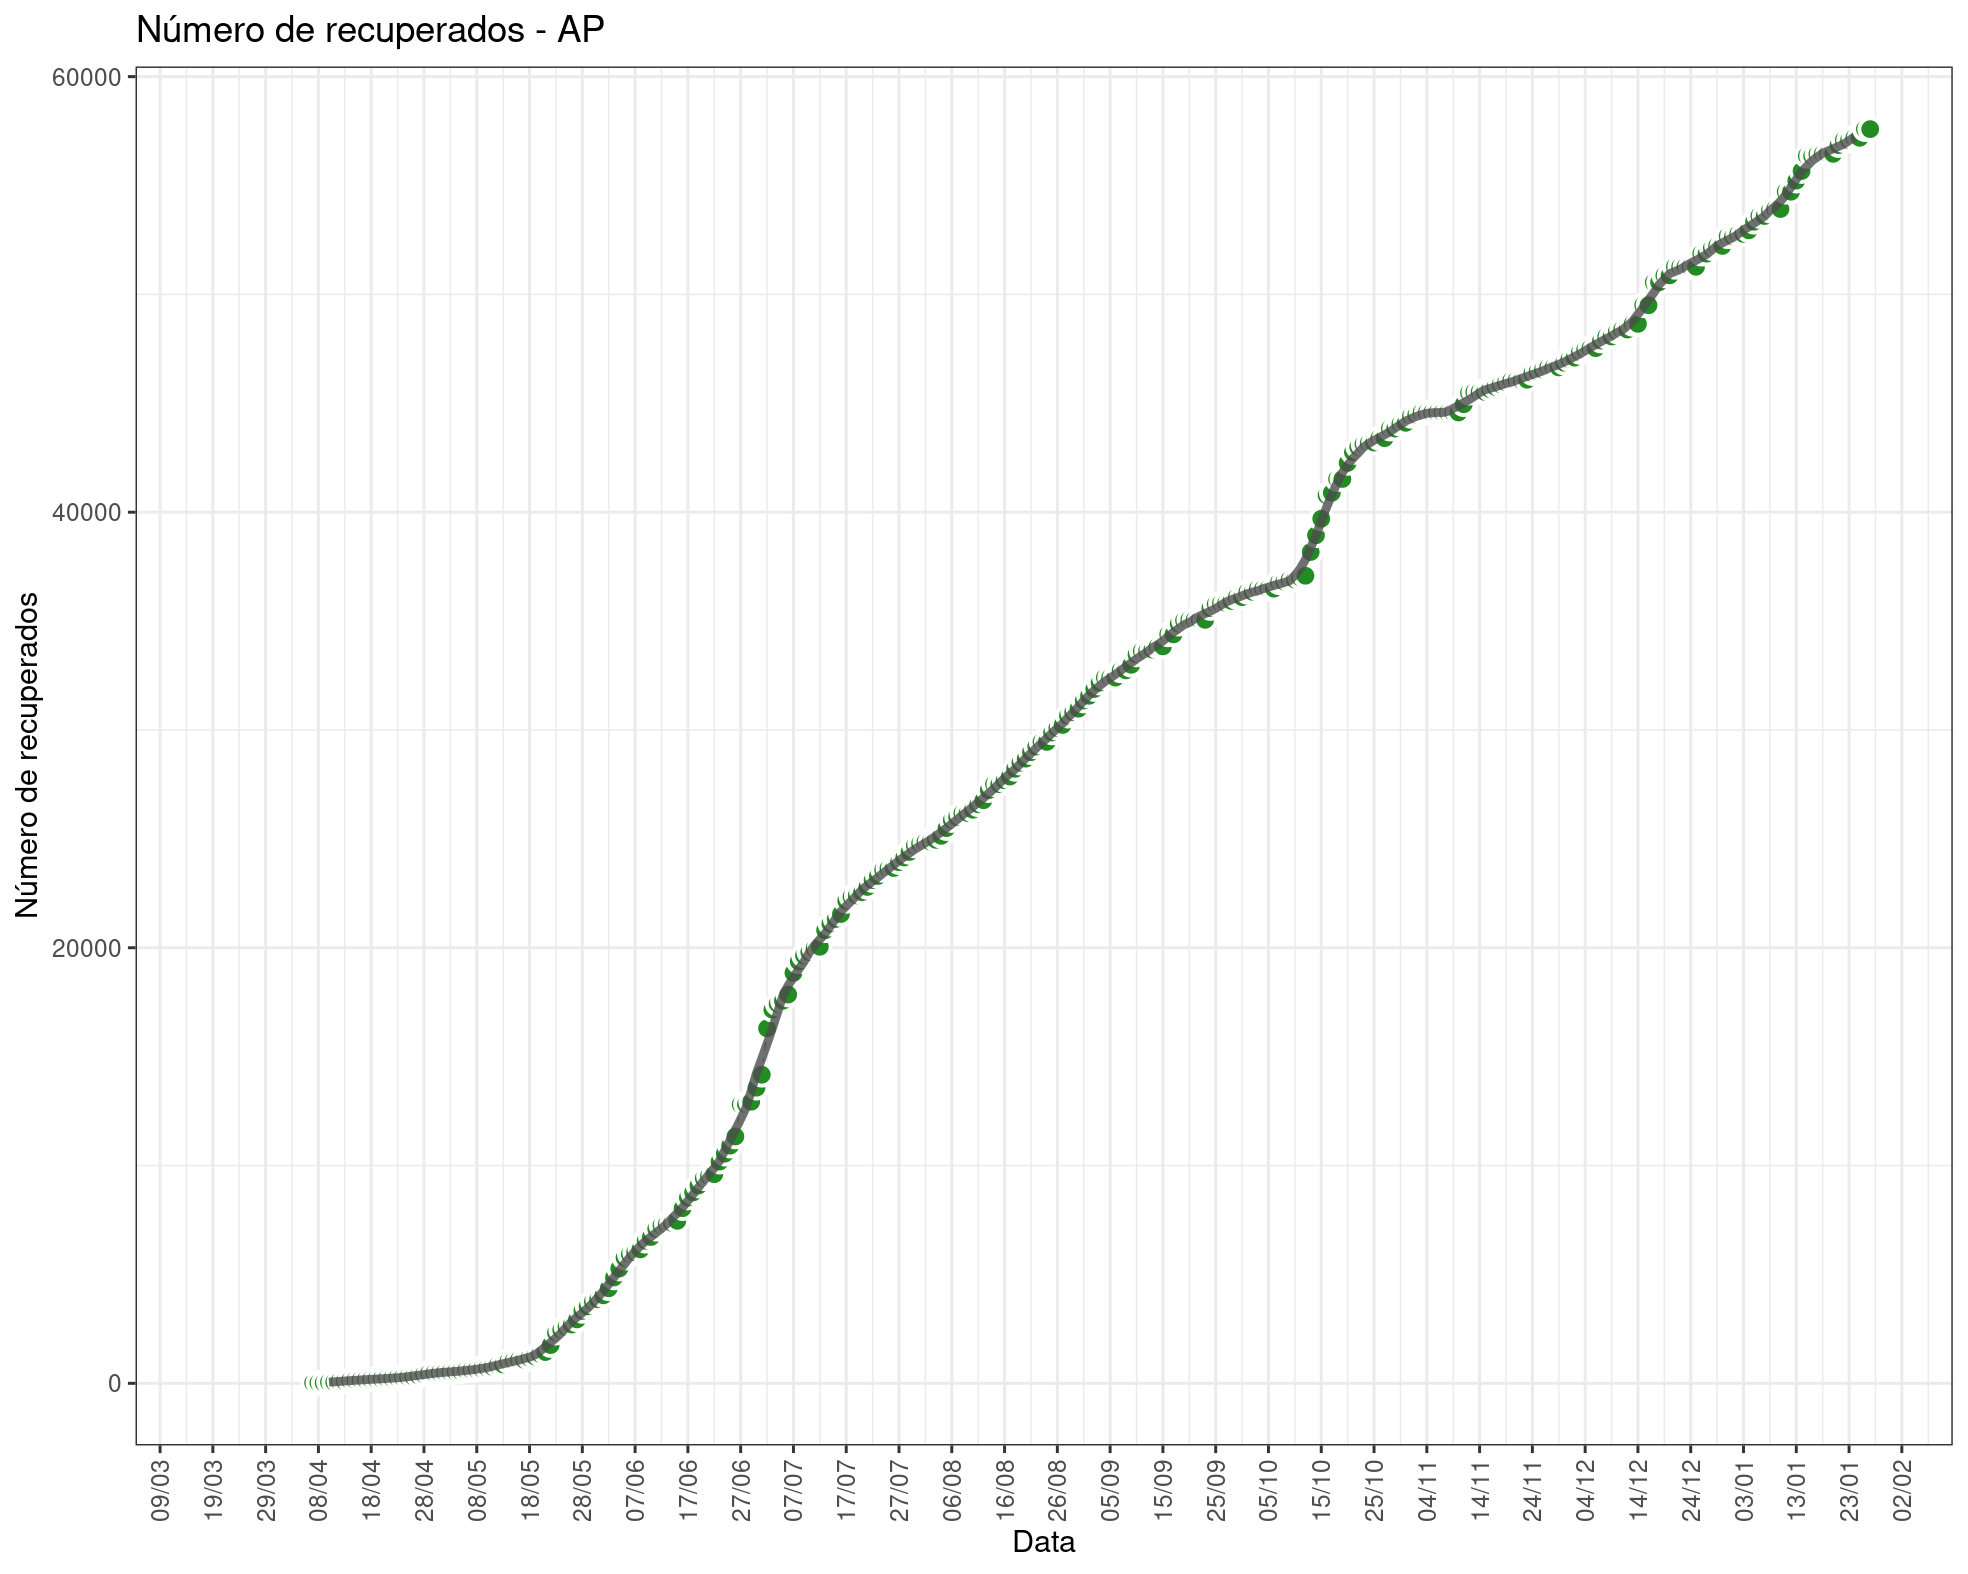 Número de recuperados - AP
60000
40000
20000
0
Número de recuperados
09/03 19/03 29/03 08/04 18/04 28/04 08/05 18/05 28/05 07/06 17/06 27/06 07/07 17/07 27/07 06/08 16/08 26/08 05/09 15/09 25/09 05/10 15/10 25/10 04/11 14/11 24/11 04/12 14/12 24/12 03/01 13/01 23/01 02/02
Data